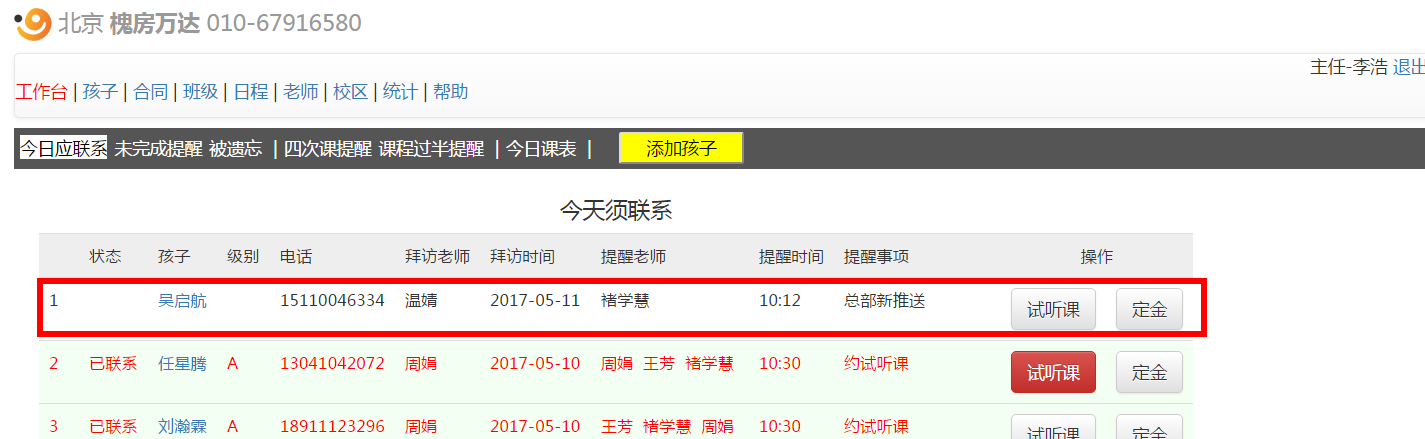 北京 槐房万达 010-67916580
主任-李浩 退出
工作台 | 孩子 | 合同 | 班级 | 日程 | 老师 | 校区 | 统计 | 帮助
今日应联系 未完成提醒 被遗忘 | 四次课提醒 课程过半提醒 | 今日课表 | 添加孩子
今天须联系
状态 孩子 级别 电话 拜访老师 拜访时间 提醒老师 提醒时间 提醒事项 操作
1 吴启航 15110046334 温婧 2017-05-11 褚学慧 10:12 总部新推送 试听课 定金
2 已联系 任星腾 A 13041042072 周娟 2017-05-10 周娟 王芳 褚学慧 10:30 约试听课 试听课 定金
3 已联系 刘瀚霖 A 18911123296 周娟 2017-05-10 王芳 褚学慧 周娟 10:30 约试听课 试听课 定金